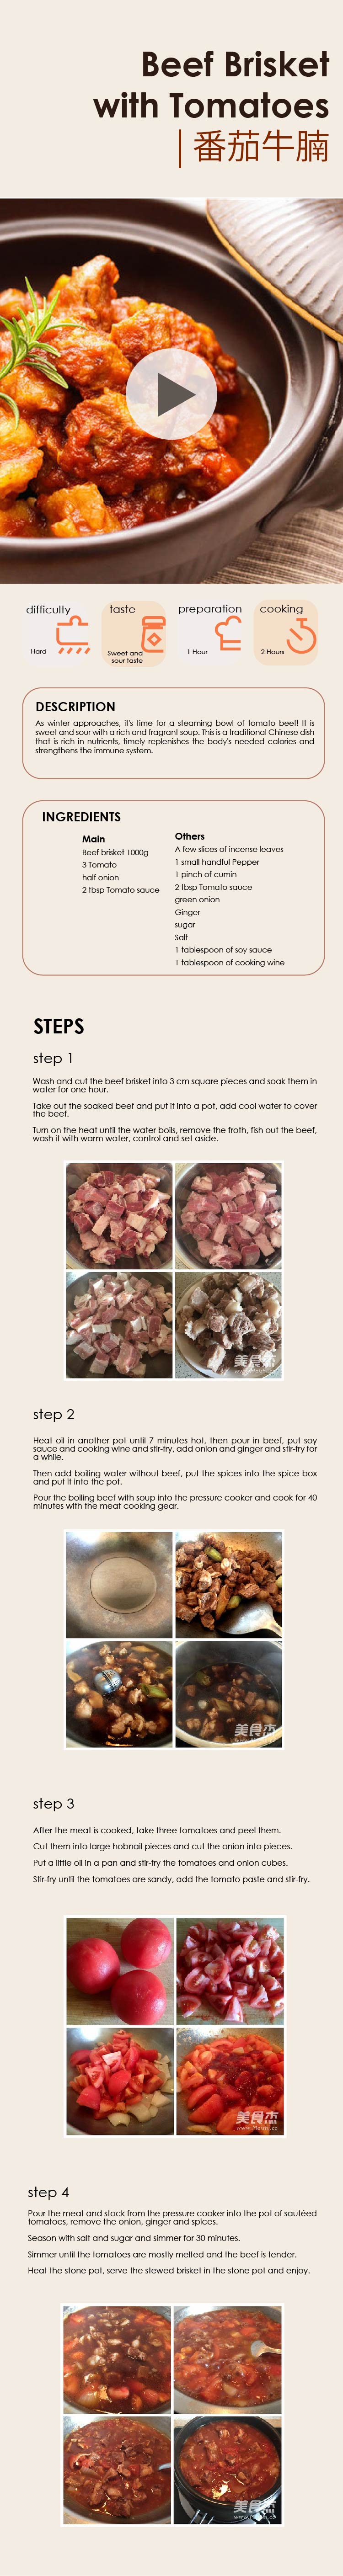 Beef Brisket
with Tomatoes
| 番茄牛腩
difficulty
Hard
taste
Sweet and
sour taste
preparation
1 Hour
cooking
2 Hours
DESCRIPTION
As winter approaches, it's time for a steaming bowl of tomato beef! It is
sweet and sour with a rich and fragrant soup. This is a traditional Chinese dish
that is rich in nutrients, timely replenishes the body's needed calories and
strengthens the immune system.
INGREDIENTS
Main
Beef brisket 1000g
3 Tomato
half onion
2 tbsp Tomato sauce
Others
A few slices of incense leaves
1 small handful Pepper
1 pinch of cumin
2 tbsp Tomato sauce
green onion
Ginger
sugar
Salt
1 tablespoon of soy sauce
1 tablespoon of cooking wine
STEPS
step 1
Wash and cut the beef brisket into 3 cm square pieces and soak them in
water for one hour.
Take out the soaked beef and put it into a pot, add cool water to cover
the beef.
Turn on the heat until the water boils, remove the froth, fish out the beef,
wash it with warm water, control and set aside.
美食杰
step 2
Heat oil in another pot until 7 minutes hot, then pour in beef, put soy
sauce and cooking wine and stir-fry, add onion and ginger and stir-fry for
a while.
Then add boiling water without beef, put the spices into the spice box
and put it into the pot.
Pour the boiling beef with soup into the pressure cooker and cook for 40
minutes with the meat cooking gear.
美食杰
step 3
After the meat is cooked, take three tomatoes and peel them.
Cut them into large hobnail pieces and cut the onion into pieces.
Put a little oil in a pan and stir-fry the tomatoes and onion cubes.
Stir-fry until the tomatoes are sandy, add the tomato paste and stir-fry.
美食杰
www.Meishi.cc
step 4
Pour the meat and stock from the pressure cooker into the pot of sautéed
tomatoes, remove the onion, ginger and spices.
Season with salt and sugar and simmer for 30 minutes.
Simmer until the tomatoes are mostly melted and the beef is tender.
Heat the stone pot, serve the stewed brisket in the stone pot and enjoy.
美食杰